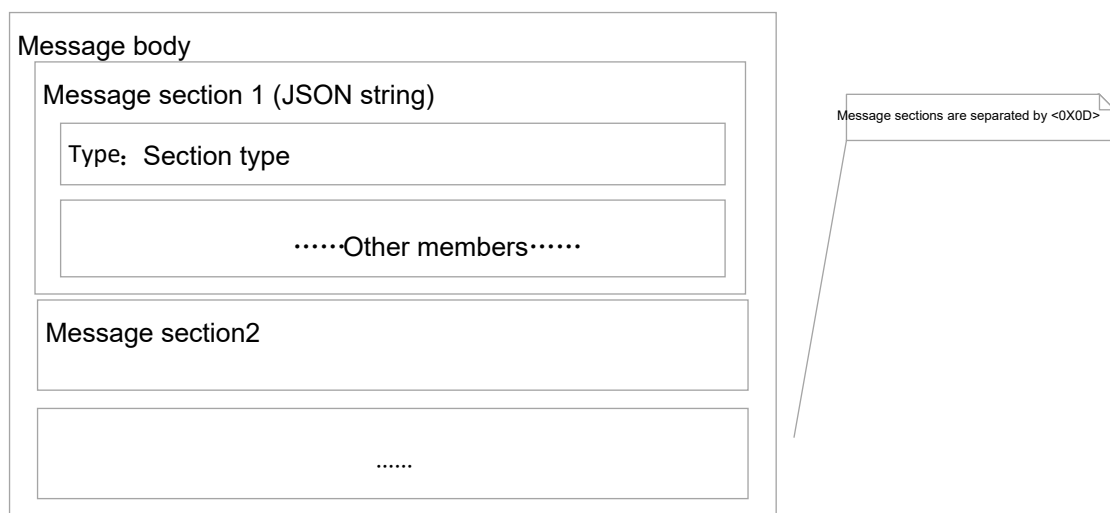 Message body
Message section 1 (JSON string)
Message sections are separated by <0X0D>
Type：Section type
······Other members······
Message section2
......